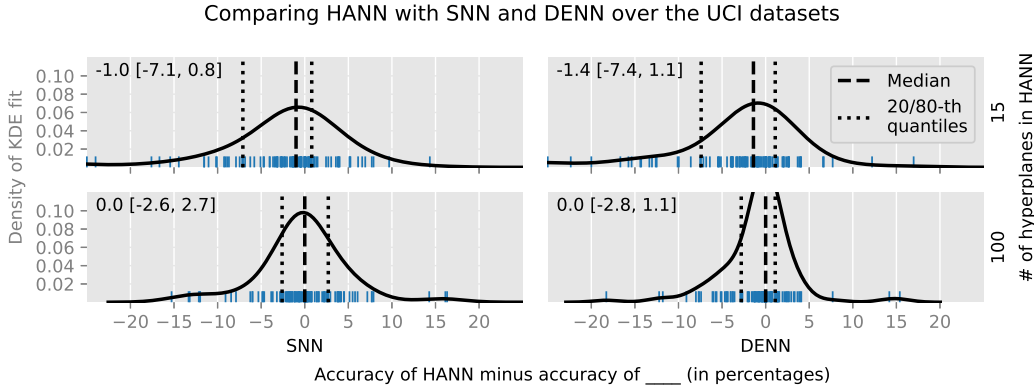 Comparing HANN with SNN and DENN over the UCI datasets
Density of KDE fit
0.10
0.08
0.06
0.04
0.02
-1.0 [-7.1, 0.8]
-1.4 [-7.4, 1.1]
Median
20/80-th
quantiles
15
0.10
0.08
0.06
0.04
0.02
0.0 [-2.6, 2.7]
0.0 [-2.8, 1.1]
100
# of hyperplanes in HANN
−20 −15 −10 −5 0 5 10 15 20
−20 −15 −10 −5 0 5 10 15 20
SNN
DENN
Accuracy of HANN minus accuracy of ____ (in percentages)